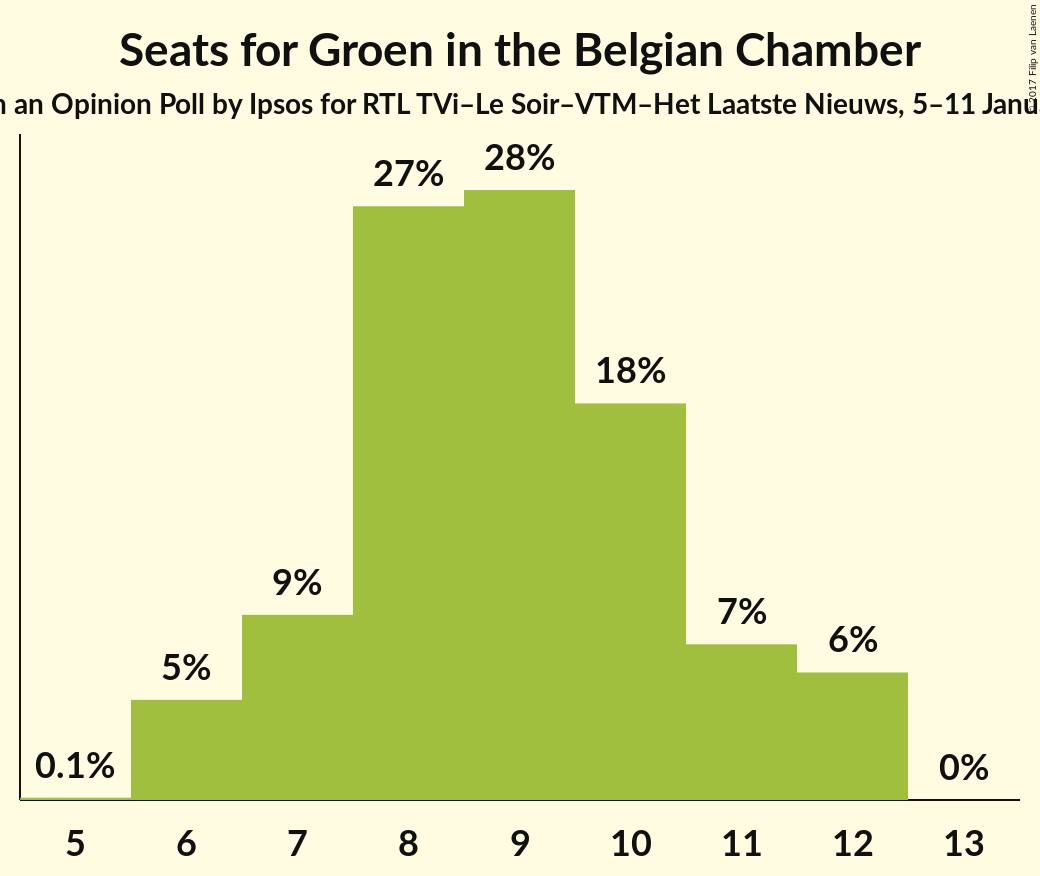 Seats for Groen in the Belgian Chamber
an Opinion Poll by Ipsos for RTL TVi–Le Soir–VTM–Het Laatste Nieuws, 5–11
© 2017 Filip van Laenen
28%
27%
18%
9%
7%
6%
5%
0.1%
0%
5 6 7 8 9 10 11 12 13